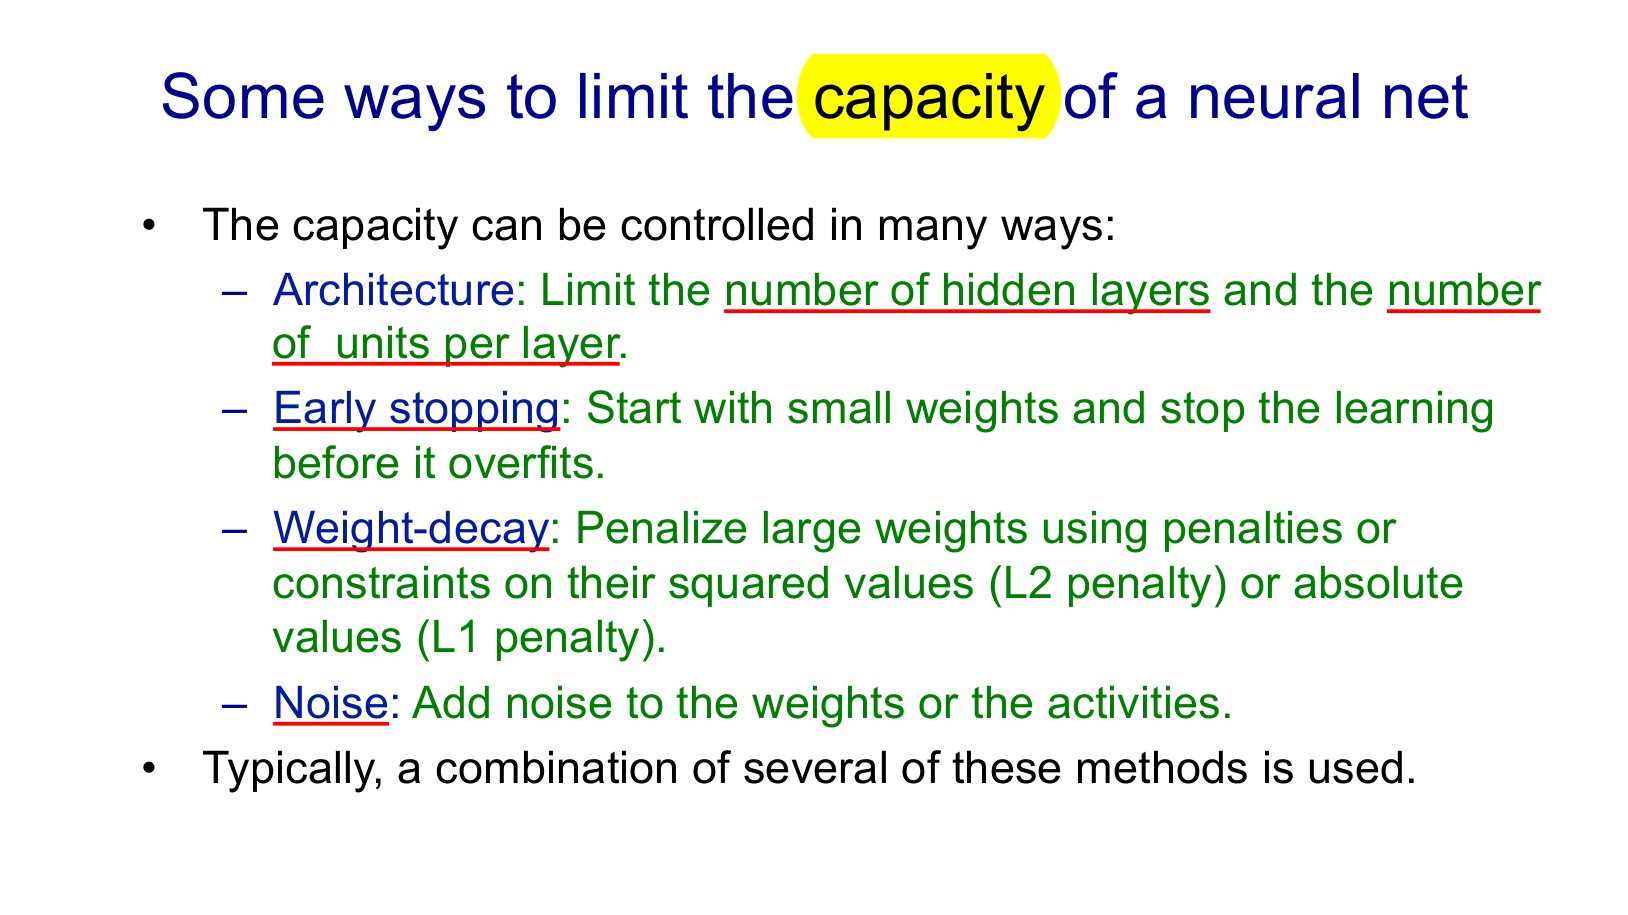 Some ways to limit the capacity of a neural net
• The capacity can be controlled in many ways:
– Architecture: Limit the number of hidden layers and the number
of  units per layer.
– Early stopping: Start with small weights and stop the learning
before it overfits.
– Weight-decay: Penalize large weights using penalties or
constraints on their squared values (L2 penalty) or absolute
values (L1 penalty).
– Noise: Add noise to the weights or the activities.
• Typically, a combination of several of these methods is used.